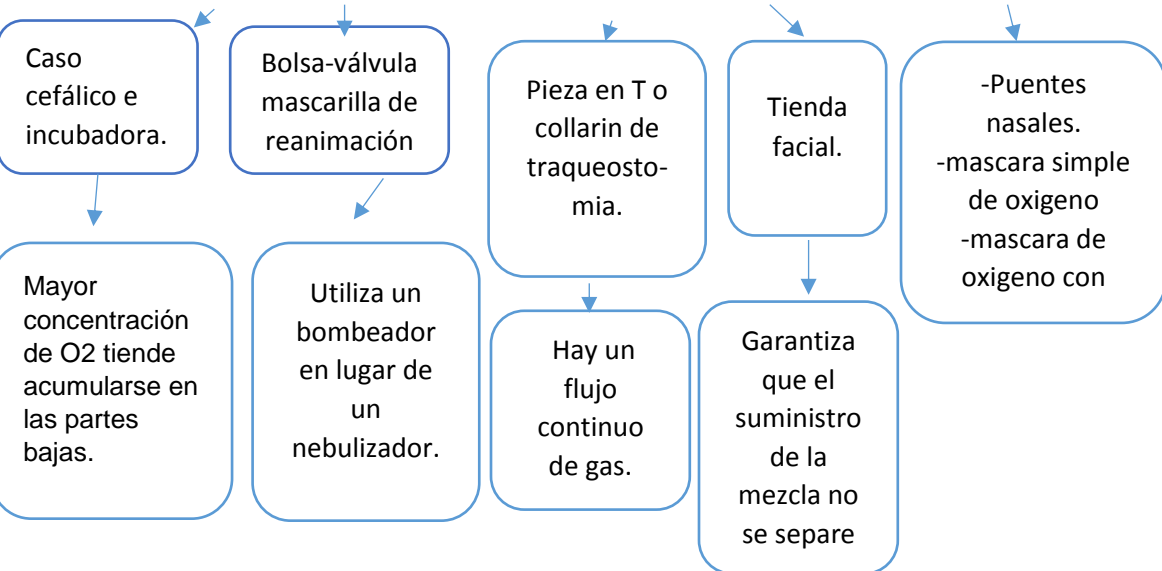 Caso
cefálico e
incubadora.
Bolsa-válvula
mascarilla de
reanimación
Pieza en T o
collarin de
traqueosto-
mia.
Tienda
facial.
-Puentes
nasales.
-mascara simple
de oxigeno
-mascara de
oxigeno con
Mayor
concentración
de O2 tiende
acumularse en
las partes
bajas.
Utiliza un
bombeador
en lugar de
un
nebulizador.
Hay un
flujo
continuo
de gas.
Garantiza
que el
suministro
de la
mezcla no
se separe